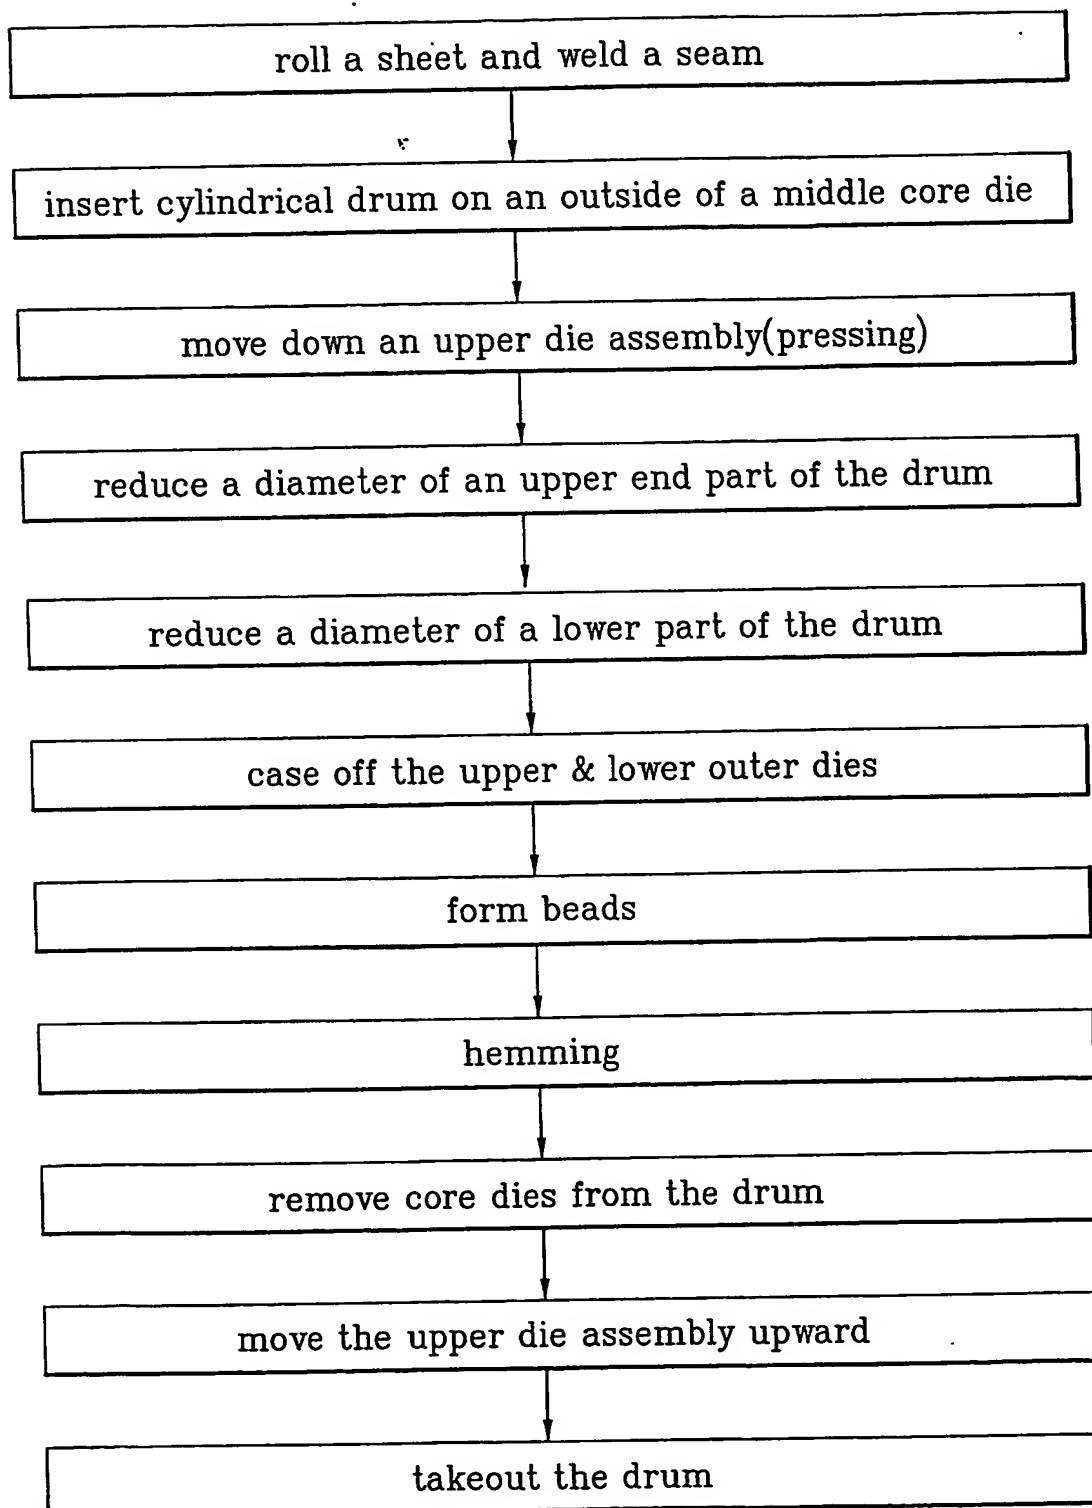 roll a sheet and weld a seam
insert cylindrical drum on an outside of a middle core die
move down an upper die assembly(pressing)
reduce a diameter of an upper end part of the drum
reduce a diameter of a lower part of the drum
case off the upper & lower outer dies
form beads
hemming
remove core dies from the drum
move the upper die assembly upward
takeout the drum